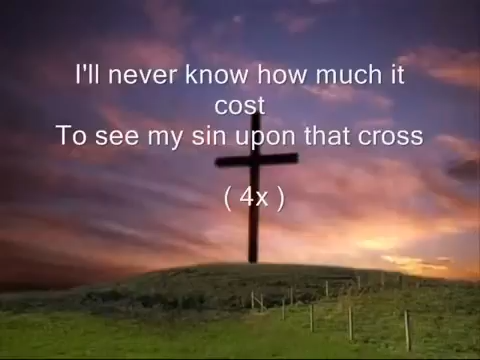 I'll never know how much it
cost
To see my sin upon that cross
( 4x )